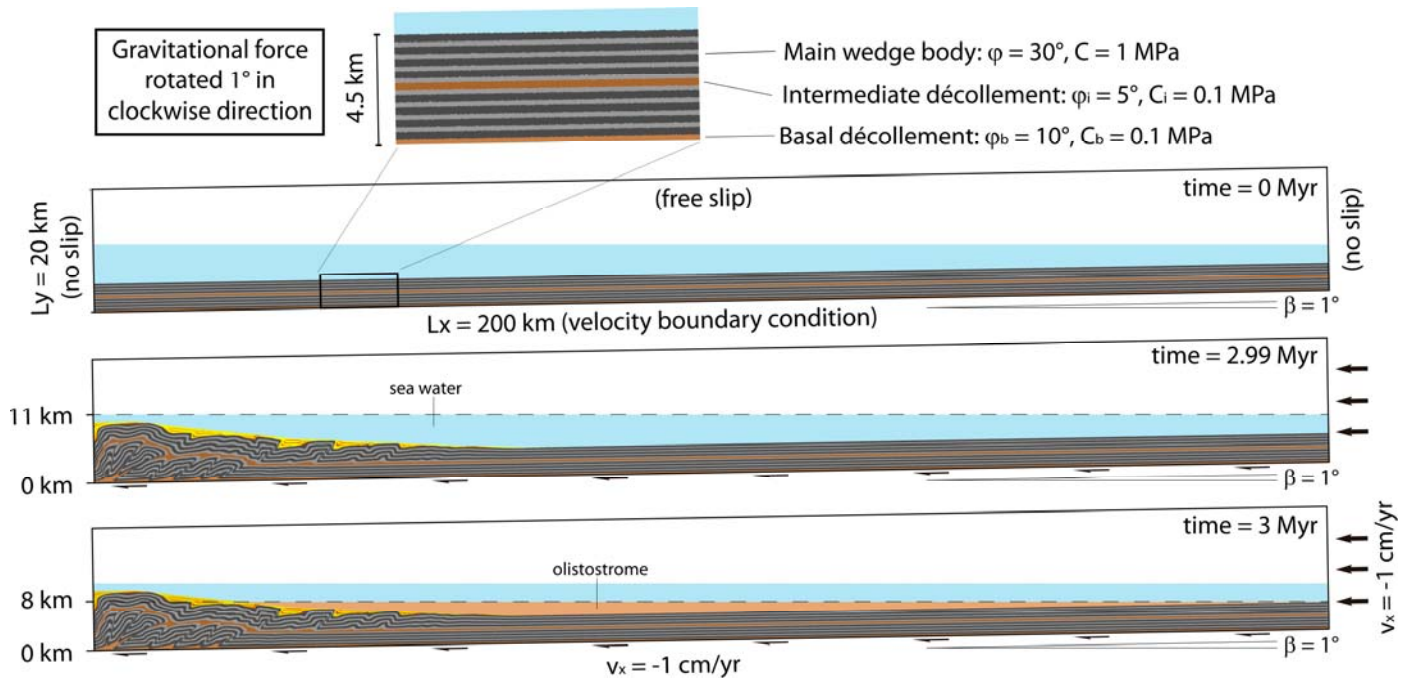 Gravitational force
rotated 1° in
clockwise direction
4.5 km
Main wedge body: φ = 30°, C = 1 MPa
Intermediate décollement: φi = 5°, Ci = 0.1 MPa
Basal décollement: φb = 10°, Cb = 0.1 MPa
Ly = 20 km
(no slip)
(free slip)
time = 0 Myr
(no slip)
β = 1°
Lx = 200 km (velocity boundary condition)
time = 2.99 Myr
sea water
11 km
0 km
β = 1°
time = 3 Myr
olistostrome
8 km
0 km
β = 1°
vx = -1 cm/yr
vx = -1 cm/yr